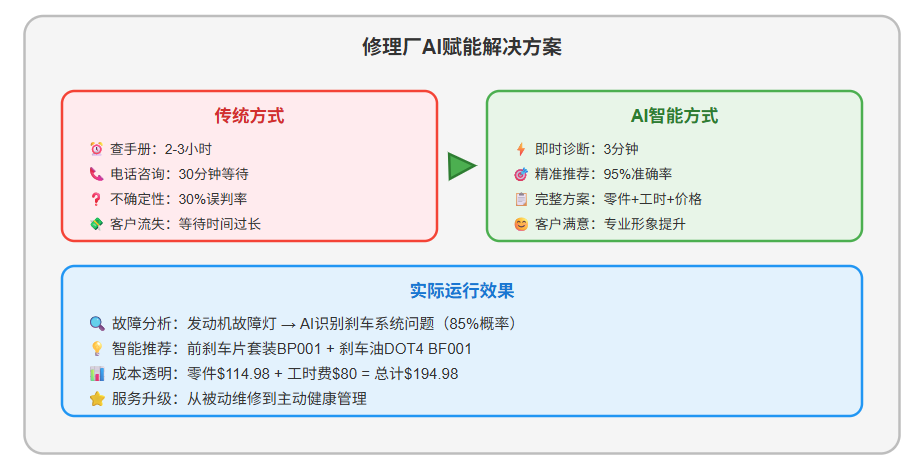 修理厂AI赋能解决方案
传统方式
⏰ 查手册：2-3小时
📞 电话咨询：30分钟等待
❓ 不确定性：30%误判率
💸 客户流失：等待时间过长
AI智能方式
⚡ 即时诊断：3分钟
🎯 精准推荐：95%准确率
📋 完整方案：零件+工时+价格
😊 客户满意：专业形象提升
实际运行效果
🔍 故障分析：发动机故障灯 → AI识别刹车系统问题（85%概率）
💡 智能推荐：前刹车片套装BP001 + 刹车油DOT4 BF001
📊 成本透明：零件$114.98 + 工时费$80 = 总计$194.98
⭐ 服务升级：从被动维修到主动健康管理